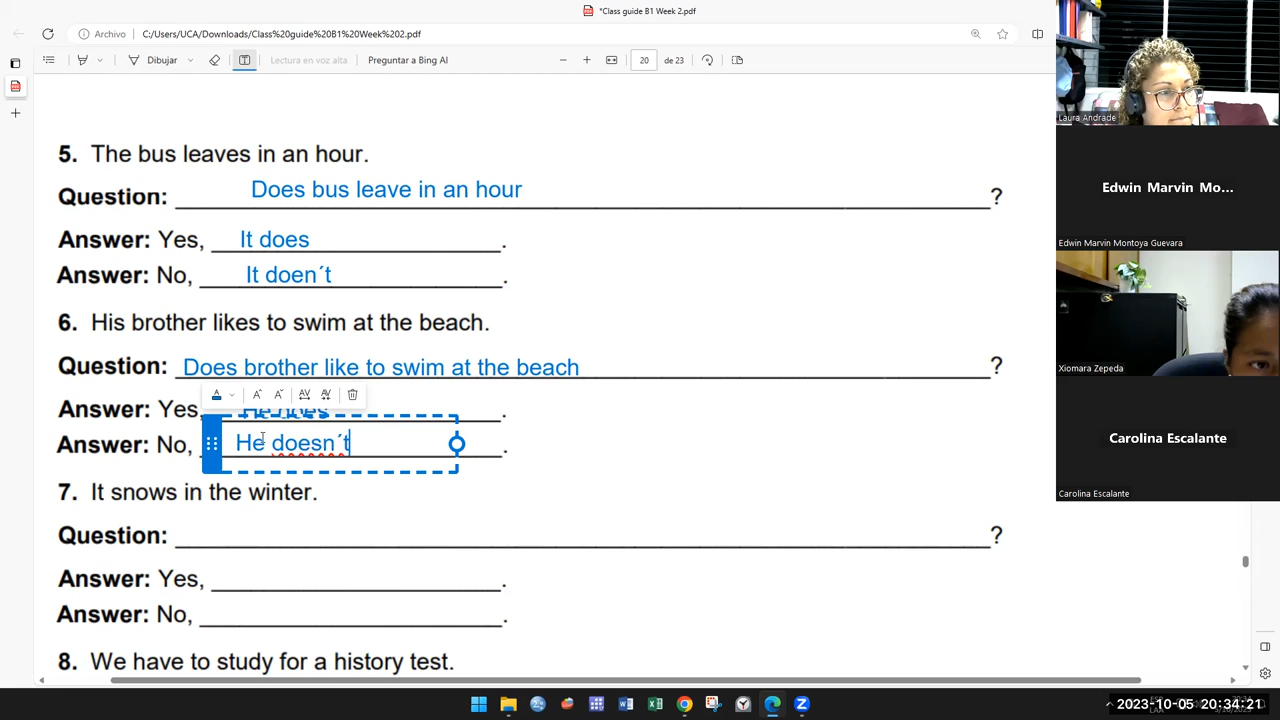 *Class guide B1 Week 2.pdf
Archivo C:/Users/UCA/Downloads/Class%20guide%20B1%20Week%202.pdf
Dibujar Lectura en voz alta Preguntar a Bing AI 20 de 23
5. The bus leaves in an hour.
Question: Does bus leave in an hour ?
Answer: Yes, It does .
Answer: No, It doen´t .
6. His brother likes to swim at the beach.
Question: Does brother like to swim at the beach ?
Answer: Yes, He does .
Answer: No, He doesn´t .
7. It snows in the winter.
Question: ?
Answer: Yes, .
Answer: No, .
8. We have to study for a history test.
Laura Andrade
Edwin Marvin Mo...
Edwin Marvin Montoya Guevara
Xiomara Zepeda
Carolina Escalante
Carolina Escalante
2023-10-05 20:34:21